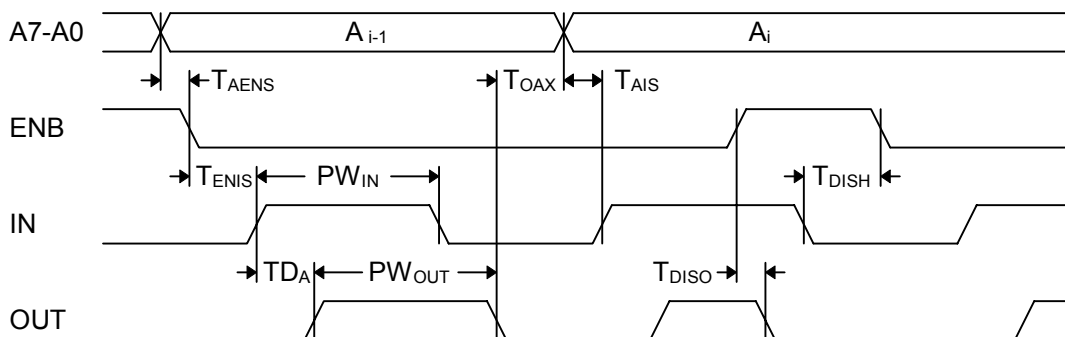 A7-A0 A i-1 Ai
TAENS TOAX TAIS
ENB
TENIS PWIN TDISH
IN
TDA PWOUT TDISO
OUT